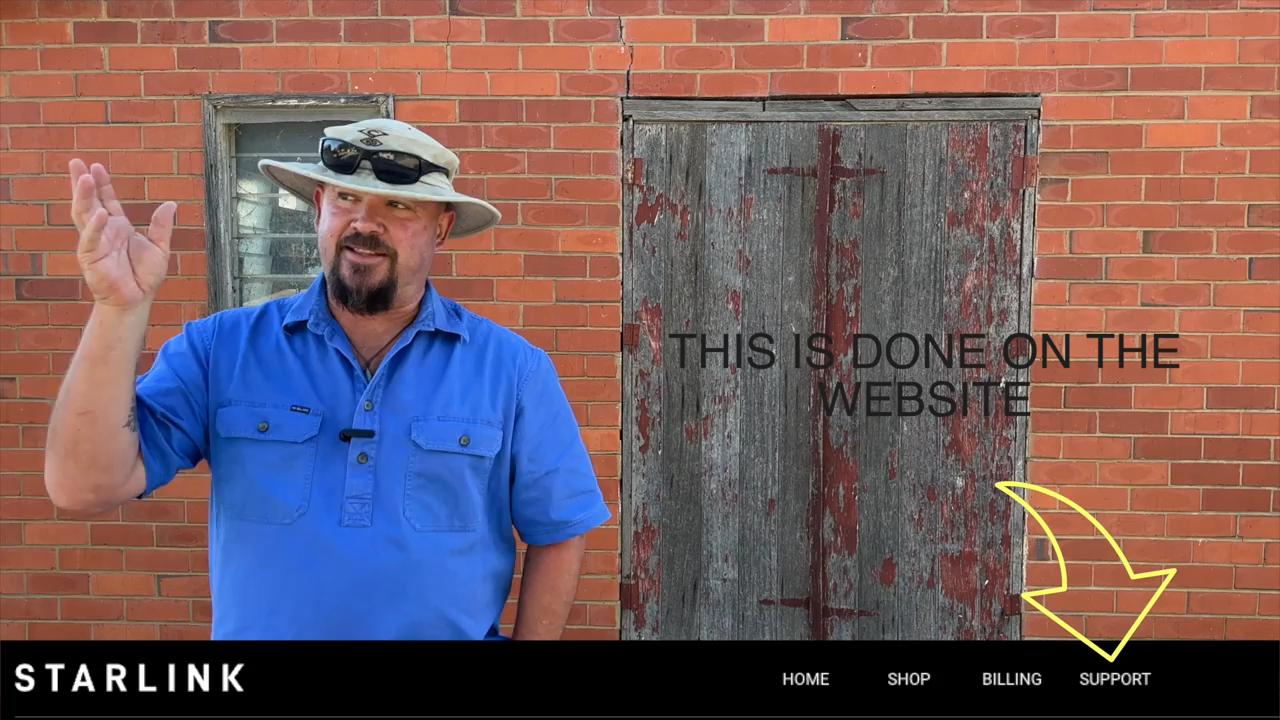 THIS IS DONE ON THE
WEBSITE
STARLINK
HOME SHOP BILLING SUPPORT